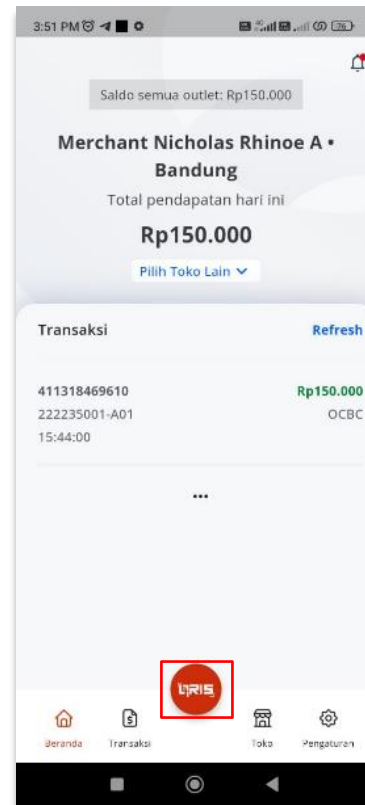 3:51 PM
76
Saldo semua outlet: Rp150.000
Merchant Nicholas Rhinoe A •
Bandung
Total pendapatan hari ini
Rp150.000
Pilih Toko Lain
Transaksi Refresh
411318469610 Rp150.000
222235001-A01 OCBC
15:44:00
...
QRIS
Beranda Transaksi Toko Pengaturan